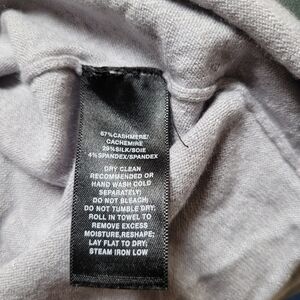 67%CASHMERE/
CACHEMIRE
29%SILK/SOIE
4%SPANDEX/SPANDEX
DRY CLEAN
RECOMMENDED OR
HAND WASH COLD
SEPARATELY;
DO NOT BLEACH;
DO NOT TUMBLE DRY;
ROLL IN TOWEL TO
REMOVE EXCESS
MOISTURE,RESHAPE;
LAY FLAT TO DRY;
STEAM IRON LOW